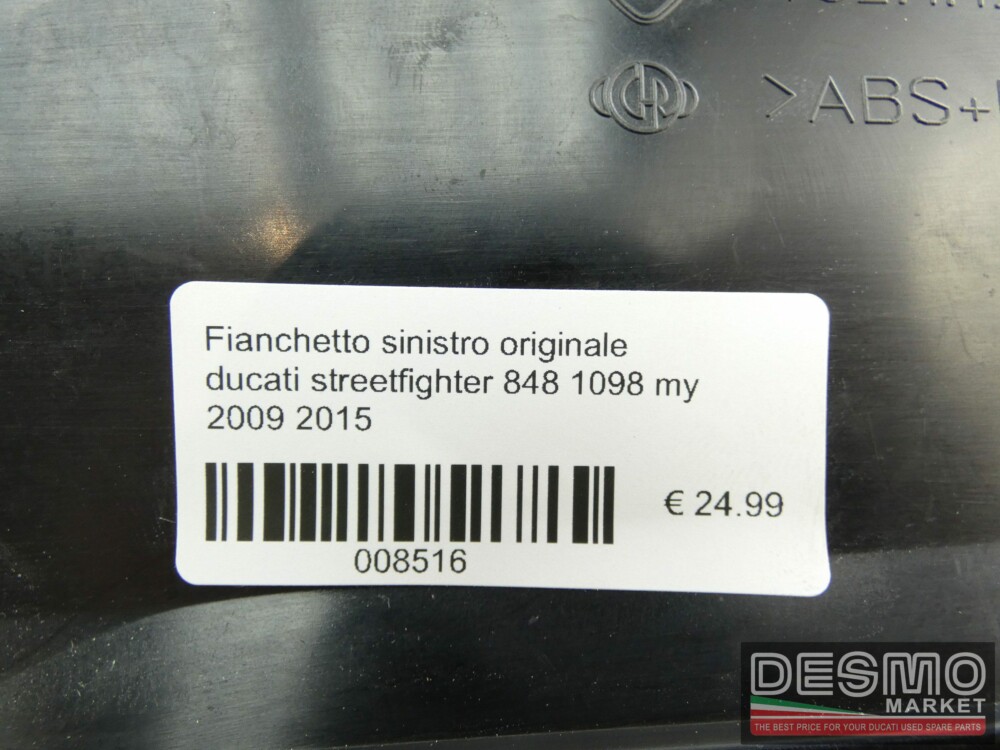 >ABS+
Fianchetto sinistro originale
ducati streetfighter 848 1098 my
2009 2015
€ 24.99
008516
DESMO
MARKET
THE BEST PRICE FOR YOUR DUCATI USED SPARE PARTS